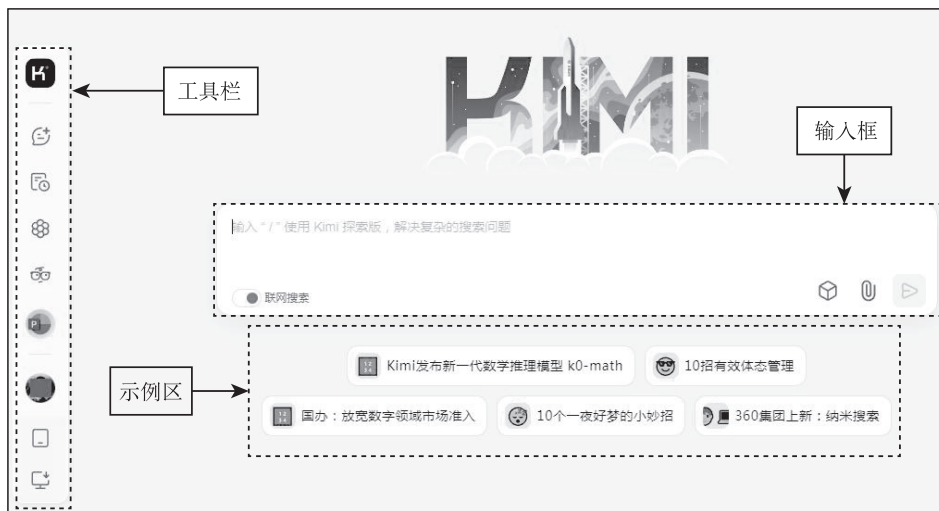 工具栏
KIMI
输入框
输入“/”使用 Kimi 探索版，解决复杂的搜索问题
联网搜索
示例区
Kimi发布新一代数学推理模型 k0-math
10招有效体态管理
国办：放宽数字领域市场准入
10个一夜好梦的小妙招
360集团上新：纳米搜索